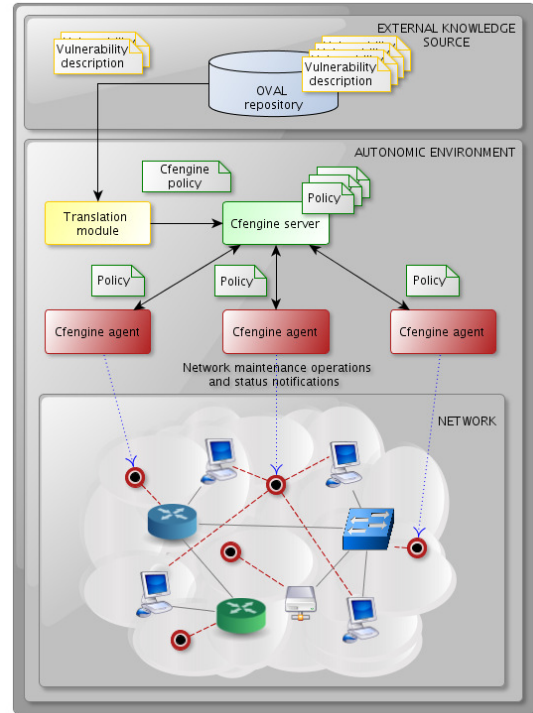 EXTERNAL KNOWLEDGE
SOURCE
Vulnerability
description
OVAL
repository
Vulnerability
description
AUTONOMIC ENVIRONMENT
Cfengine
policy
Policy
Translation
module
Cfengine server
Policy
Policy
Policy
Cfengine agent
Cfengine agent
Cfengine agent
Network maintenance operations
and status notifications
NETWORK